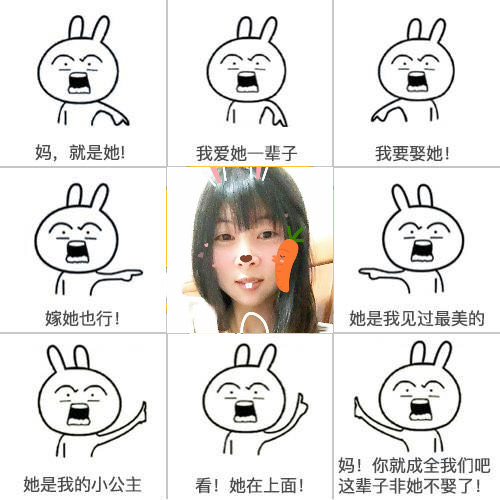 妈，就是她!
我爱她一辈子
我要娶她!
嫁她也行!
她是我见过最美的
她是我的小公主
看!她在上面!
妈!你就成全我们吧
这辈子非她不娶了!